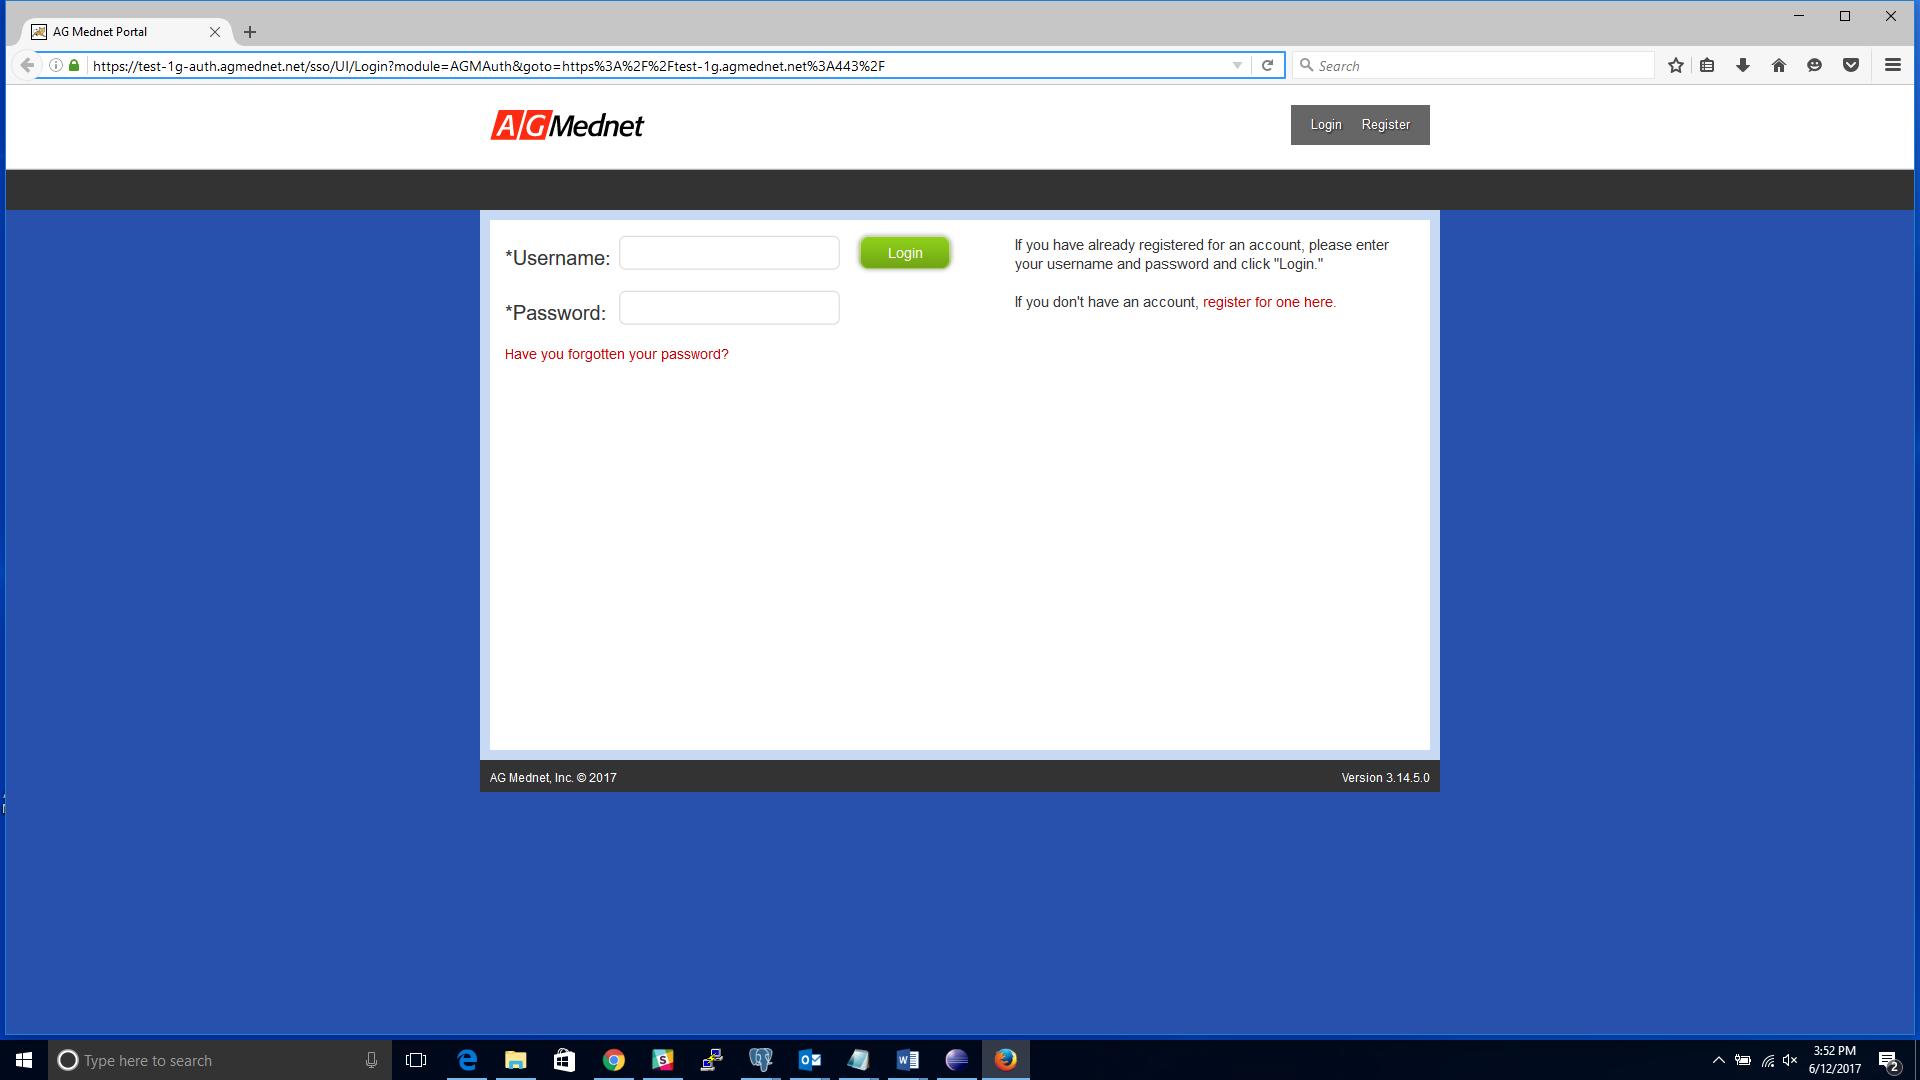 AG Mednet Portal
https://test-1g-auth.agmednet.net/sso/UI/Login?module=AGMAuth&goto=https%3A%2F%2Ftest-1g.agmednet.net%3A443%2F
Search
AG Mednet
Login Register
*Username:
Login
*Password:
Have you forgotten your password?
If you have already registered for an account, please enter
your username and password and click "Login."
If you don't have an account, register for one here.
AG Mednet, Inc. © 2017
Version 3.14.5.0
Type here to search
3:52 PM
6/12/2017
2